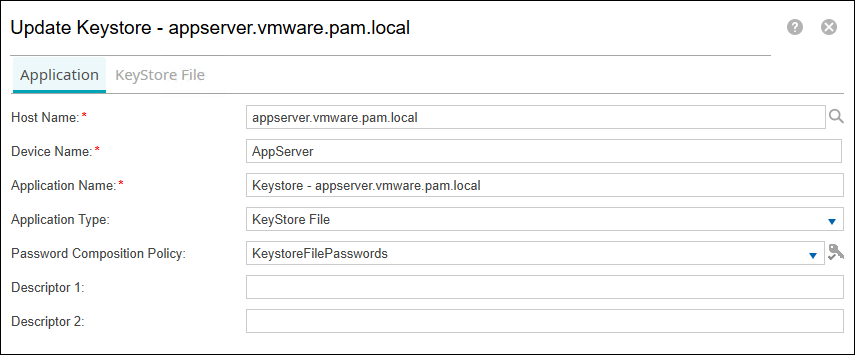 Update Keystore - appserver.vmware.pam.local
?
Application KeyStore File
Host Name:* appserver.vmware.pam.local
Device Name:* AppServer
Application Name:* Keystore - appserver.vmware.pam.local
Application Type: KeyStore File
Password Composition Policy: KeystoreFilePasswords
Descriptor 1:
Descriptor 2: